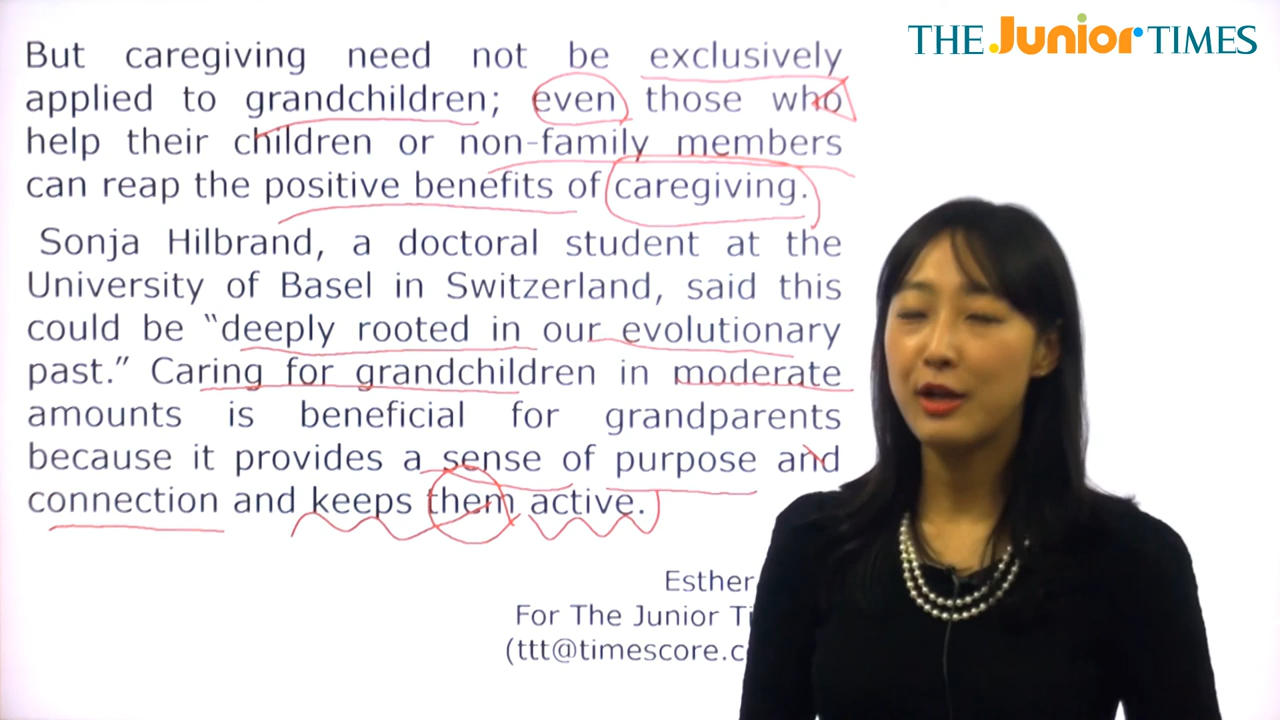 THE Junior TIMES
But caregiving need not be exclusively
applied to grandchildren; even those who
help their children or non-family members
can reap the positive benefits of caregiving.
Sonja Hilbrand, a doctoral student at the
University of Basel in Switzerland, said this
could be “deeply rooted in our evolutionary
past.” Caring for grandchildren in moderate
amounts is beneficial for grandparents
because it provides a sense of purpose and
connection and keeps them active.
Esther
For The Junior
(ttt@timescore.c